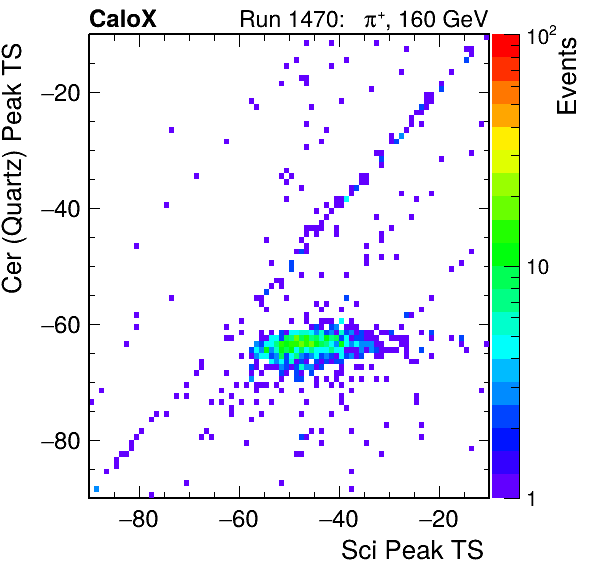 CaloX Run 1470: π⁺, 160 GeV
Cer (Quartz) Peak TS
−20
−40
−60
−80
−80 −60 −40 −20
Sci Peak TS
10²
10
1
Events